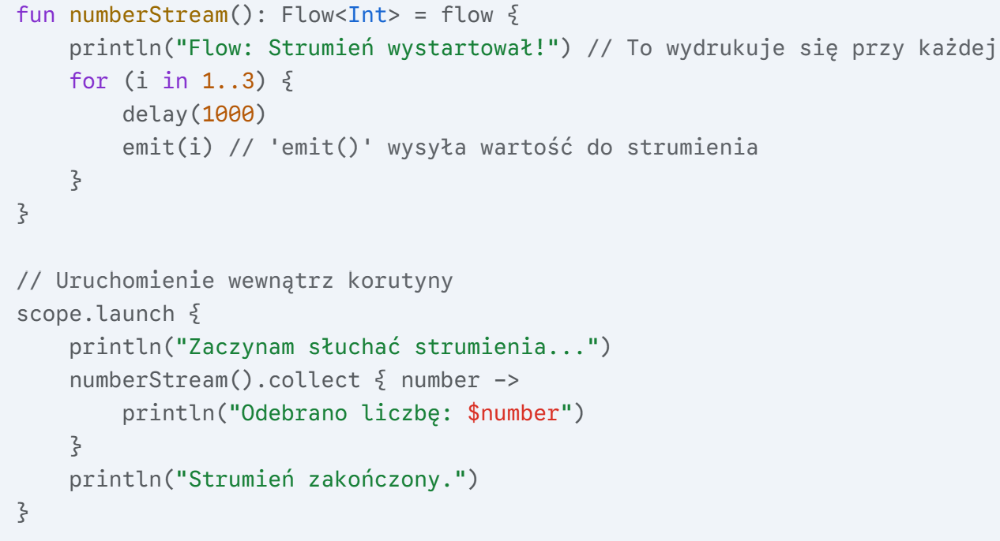 fun numberStream(): Flow<Int> = flow {
    println("Flow: Strumień wystartował!") // To wydrukuje się przy każdej
    for (i in 1..3) {
        delay(1000)
        emit(i) // 'emit()' wysyła wartość do strumienia
    }
}

// Uruchomienie wewnątrz korutyny
scope.launch {
    println("Zaczynam słuchać strumienia...")
    numberStream().collect { number ->
        println("Odebrano liczbę: $number")
    }
    println("Strumień zakończony.")
}